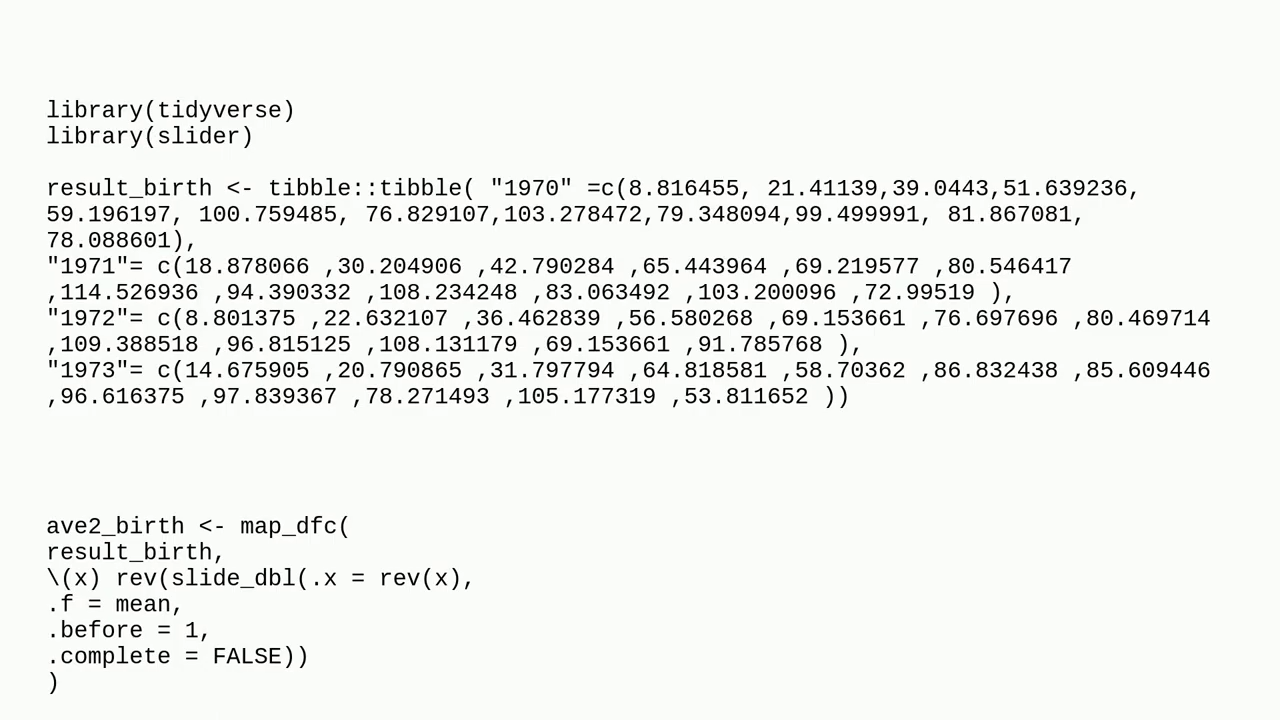 library(tidyverse)
library(slider)
result_birth <- tibble::tibble( "1970" =c(8.816455, 21.41139,39.0443,51.639236,
59.196197, 100.759485, 76.829107,103.278472,79.348094,99.499991, 81.867081,
78.088601),
"1971"= c(18.878066 ,30.204906 ,42.790284 ,65.443964 ,69.219577 ,80.546417
,114.526936 ,94.390332 ,108.234248 ,83.063492 ,103.200096 ,72.99519 ),
"1972"= c(8.801375 ,22.632107 ,36.462839 ,56.580268 ,69.153661 ,76.697696 ,80.469714
,109.388518 ,96.815125 ,108.131179 ,69.153661 ,91.785768 ),
"1973"= c(14.675905 ,20.790865 ,31.797794 ,64.818581 ,58.70362 ,86.832438 ,85.609446
,96.616375 ,97.839367 ,78.271493 ,105.177319 ,53.811652 ))
ave2_birth <- map_dfc(
result_birth,
\(x) rev(slide_dbl(.x = rev(x),
.f = mean,
.before = 1,
.complete = FALSE))
)